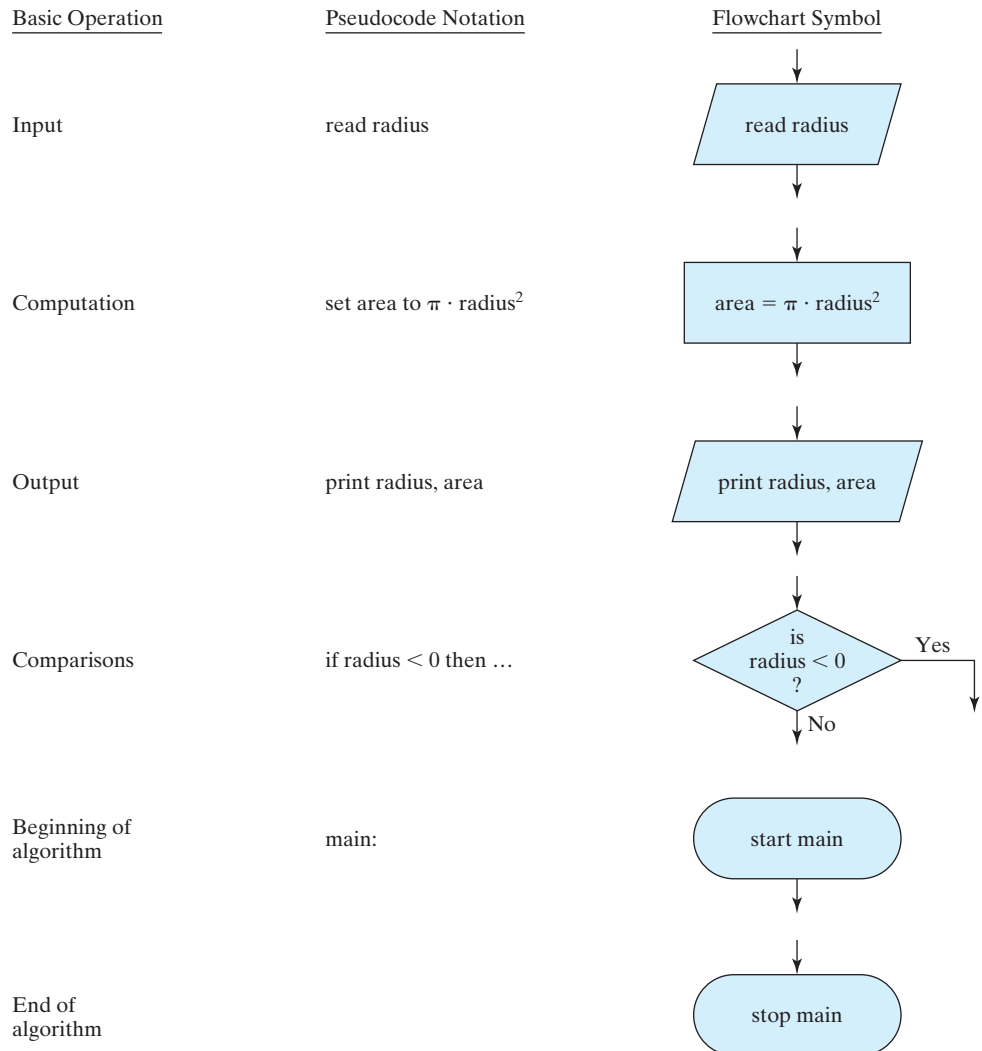 Basic Operation Pseudocode Notation Flowchart Symbol
Input read radius read radius
Computation set area to π · radius² area = π · radius²
Output print radius, area print radius, area
Comparisons if radius < 0 then … is
radius < 0
?
Yes
No
Beginning of
algorithm main: start main
End of
algorithm stop main